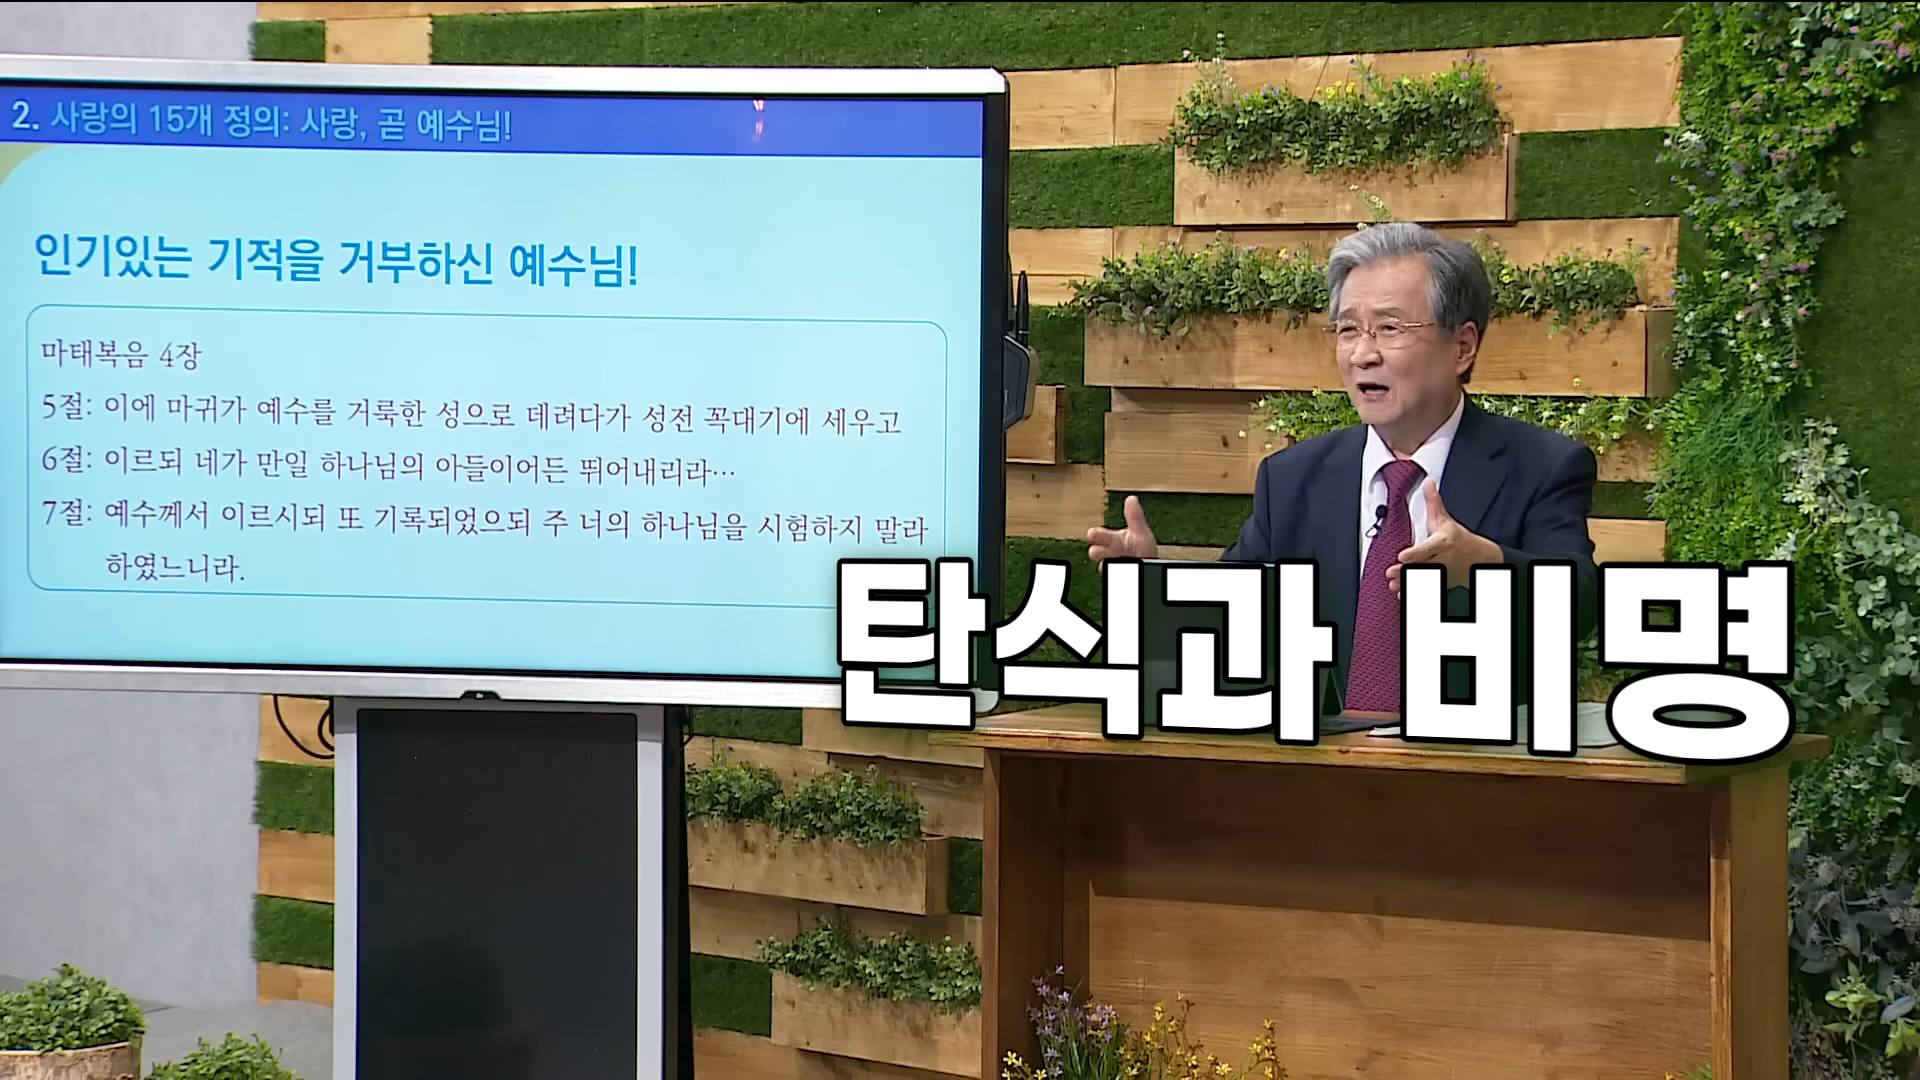 2. 사랑의 15개 정의: 사랑, 곧 예수님!
인기있는 기적을 거부하신 예수님!
마태복음 4장
5절: 이에 마귀가 예수를 거룩한 성으로 데려다가 성전 꼭대기에 세우고
6절: 이르되 네가 만일 하나님의 아들이어든 뛰어내리라…
7절: 예수께서 이르시되 또 기록되었으되 주 너의 하나님을 시험하지 말라
하였느니라.
탄식과 비명